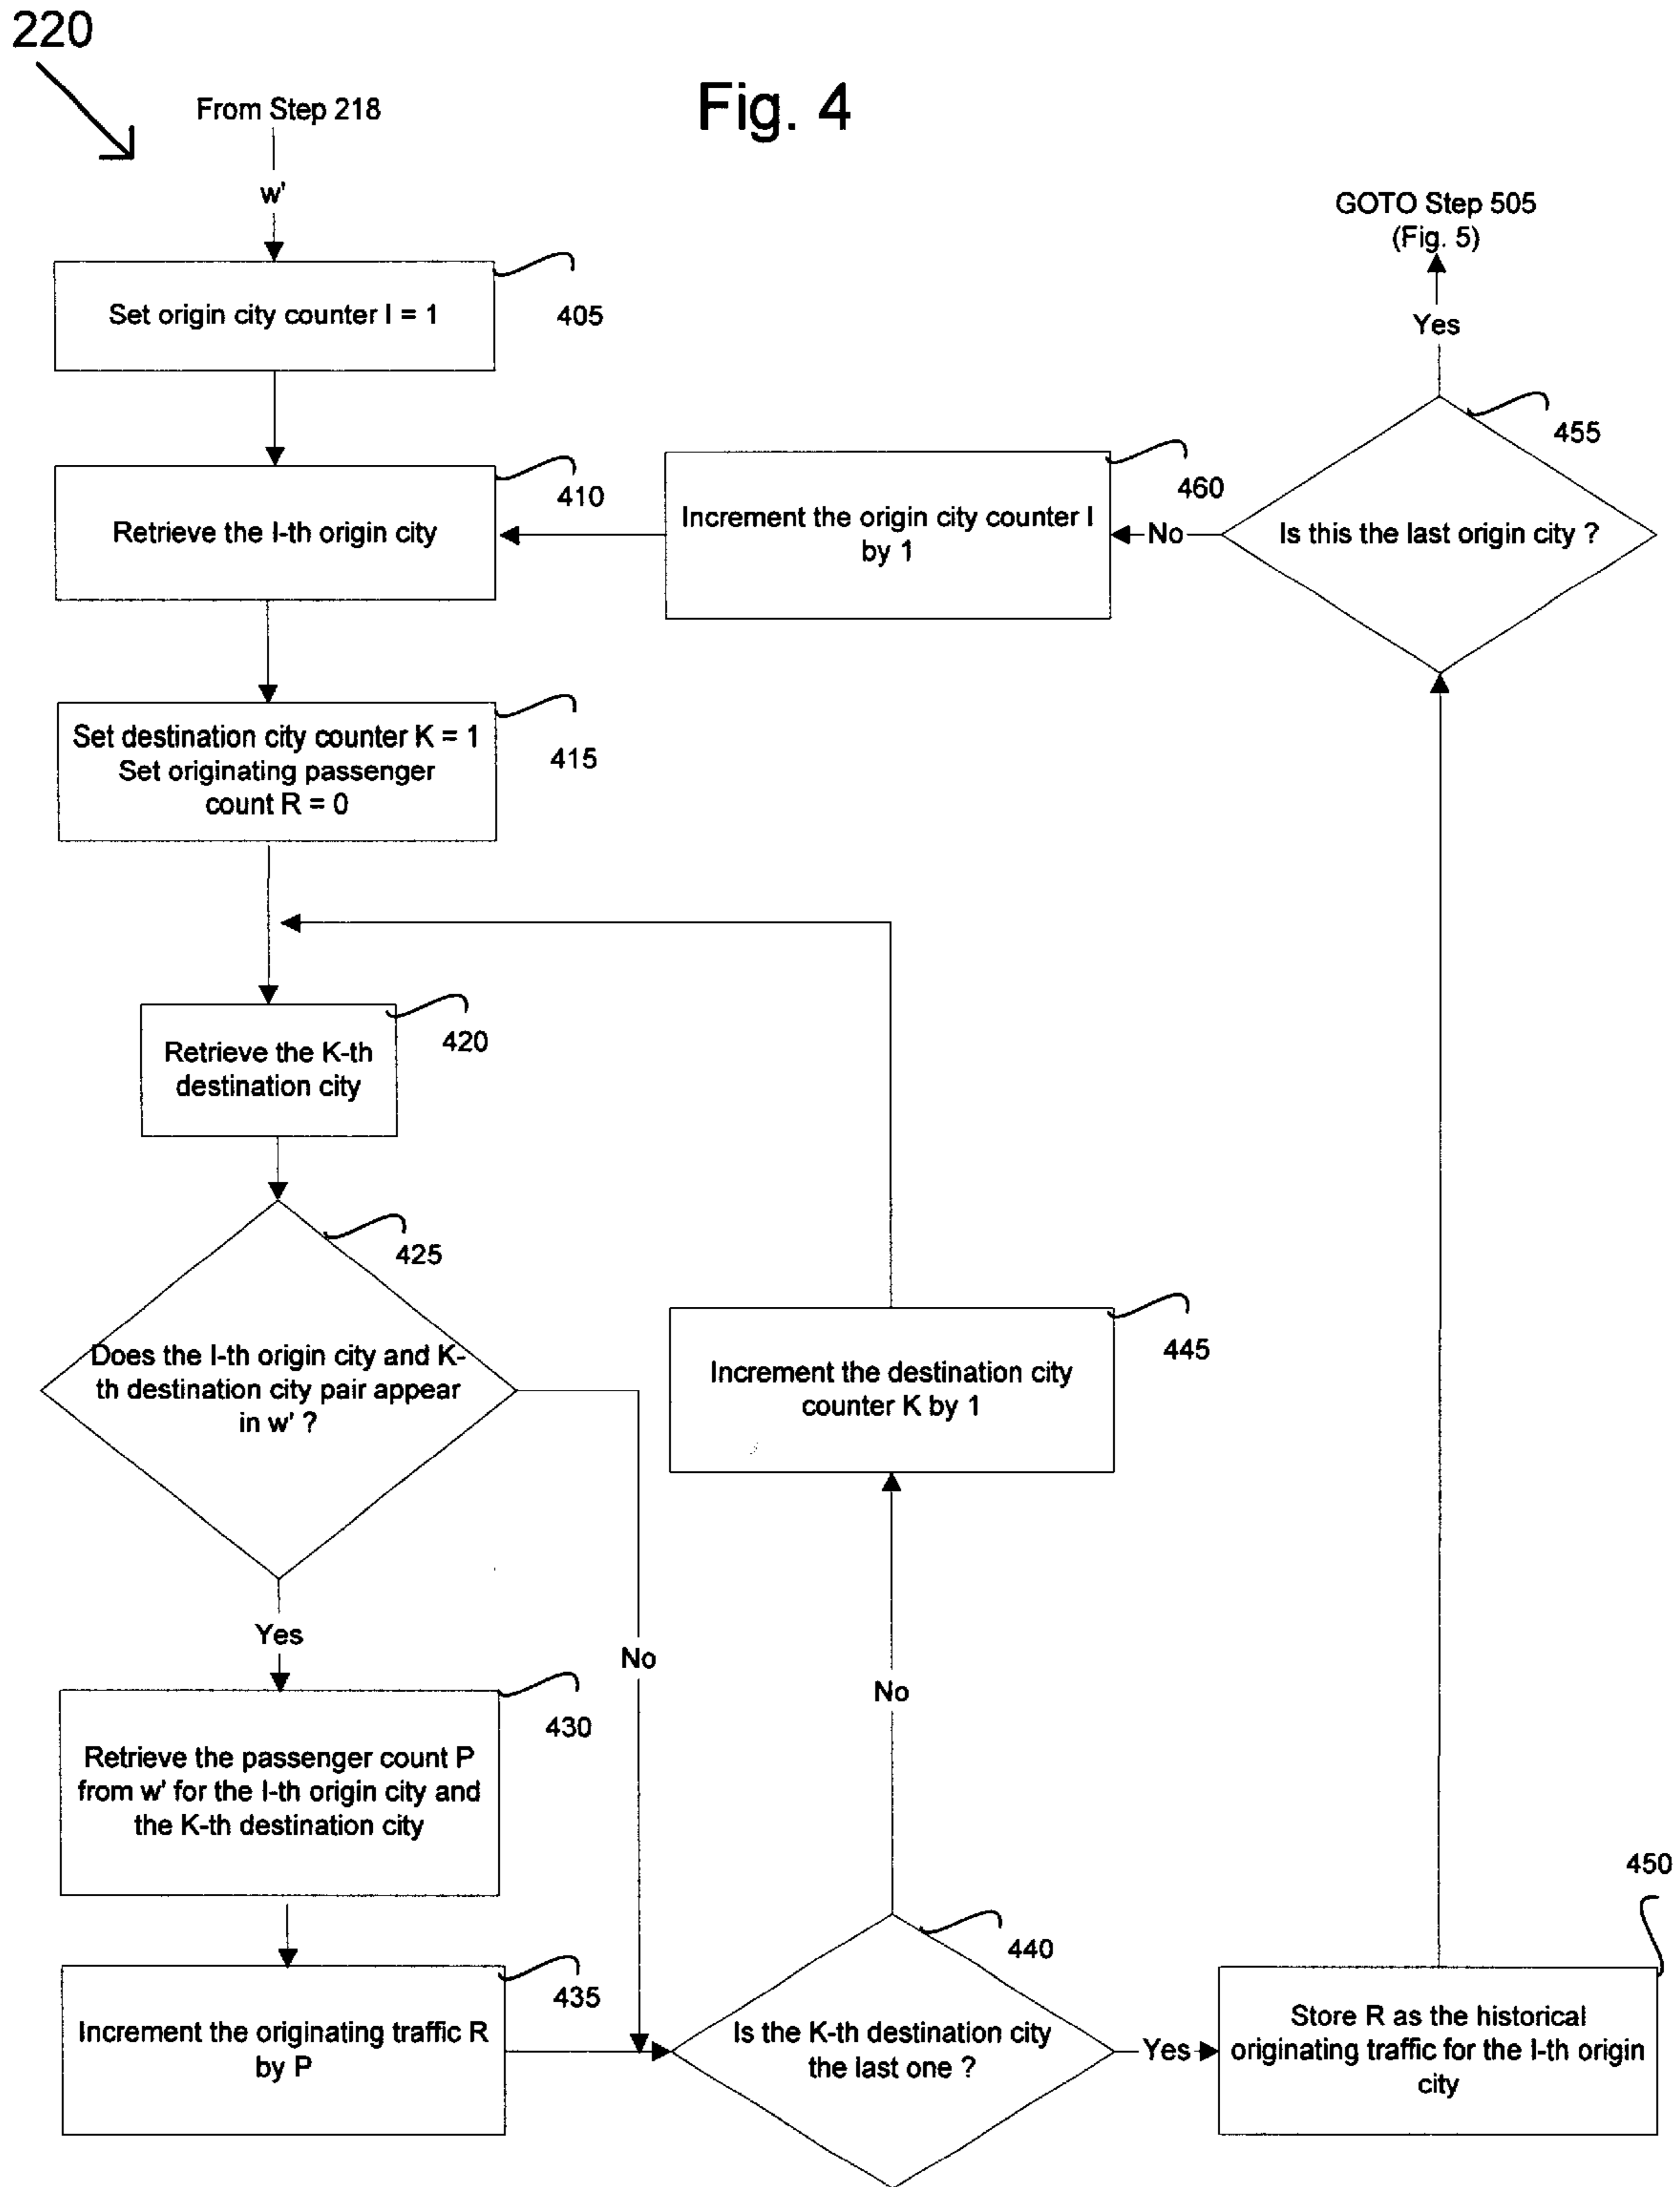 220
Fig. 4
From Step 218
w'
GOTO Step 505
(Fig. 5)
Yes
Set origin city counter I = 1
405
455
Is this the last origin city ?
No
460
Increment the origin city counter I
by 1
410
Retrieve the I-th origin city
Set destination city counter K = 1
Set originating passenger
count R = 0
415
Retrieve the K-th
destination city
420
425
Does the I-th origin city and K-
th destination city pair appear
in w' ?
445
Increment the destination city
counter K by 1
Yes
No
No
430
Retrieve the passenger count P
from w' for the I-th origin city and
the K-th destination city
435
Increment the originating traffic R
by P
440
Is the K-th destination city
the last one ?
Yes
450
Store R as the historical
originating traffic for the I-th origin
city